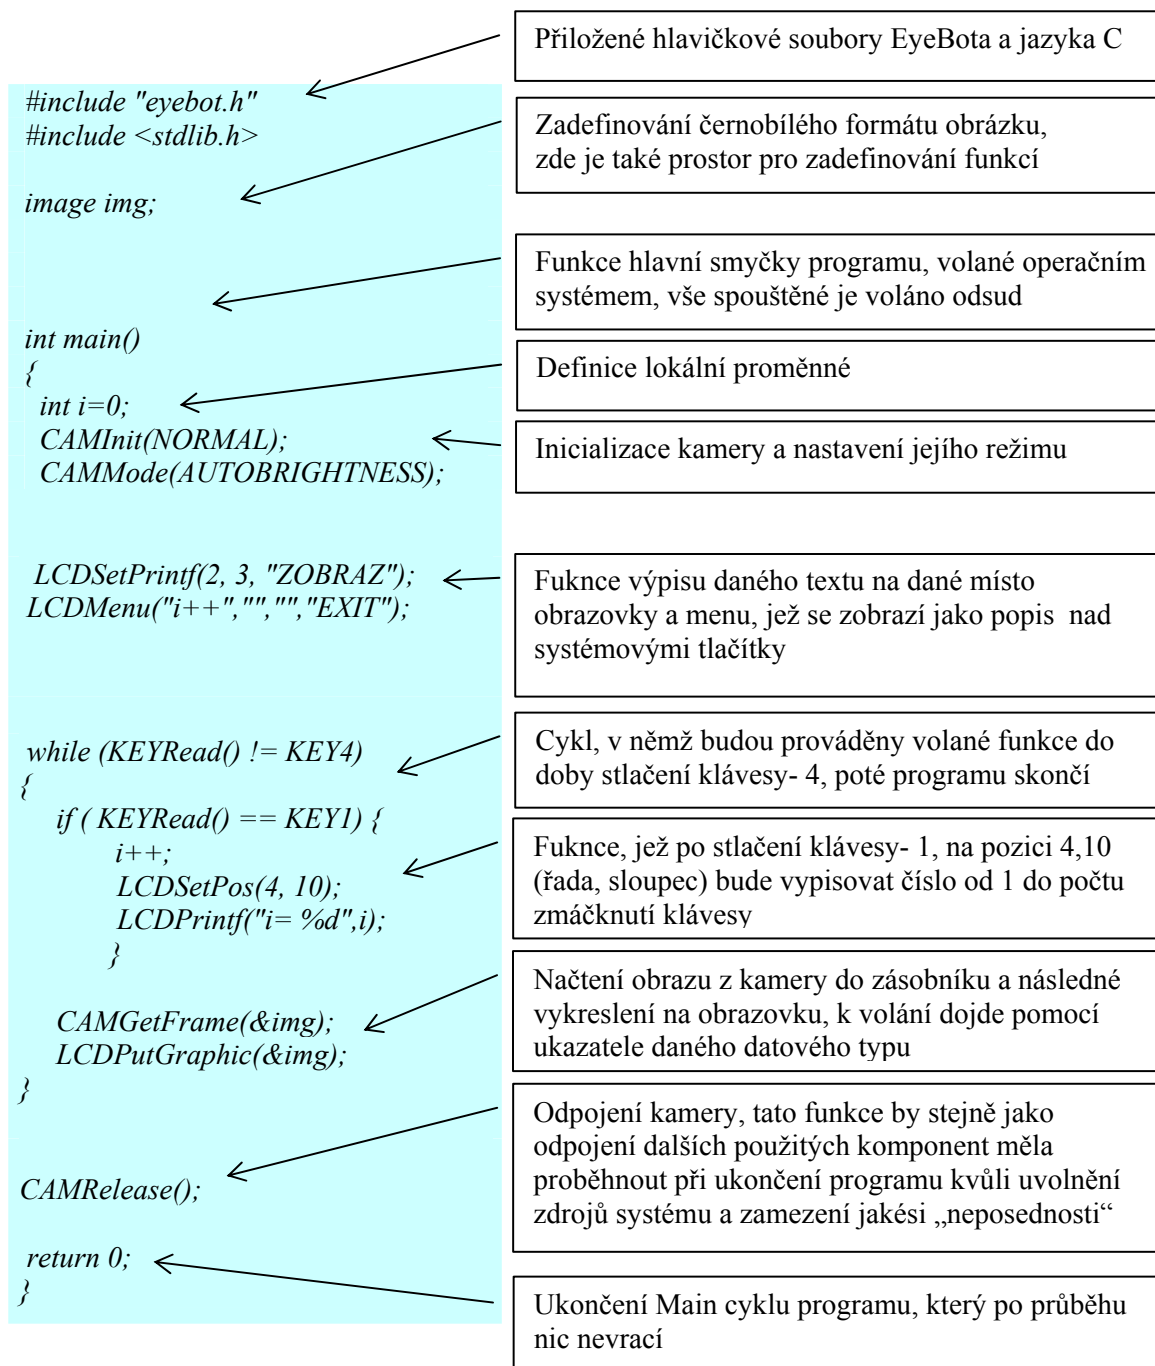 Přiložené hlavičkové soubory EyeBota a jazyka C
#include "eyebot.h"
#include <stdlib.h>
Zadefinování černobílého formátu obrázku,
zde je také prostor pro zadefinování funkcí
image img;
Funkce hlavní smyčky programu, volané operačním
systémem, vše spouštěné je voláno odsud
int main()
{
Definice lokální proměnné
int i=0;
CAMInit(NORMAL);
CAMMode(AUTOBRIGHTNESS);
Inicializace kamery a nastavení jejího režimu
LCDSetPrintf(2, 3, "ZOBRAZ");
LCDMenu("i++","","","EXIT");
Fuknce výpisu daného textu na dané místo
obrazovky a menu, jež se zobrazí jako popis  nad
systémovými tlačítky
while (KEYRead() != KEY4)
{
Cykl, v němž budou prováděny volané funkce do
doby stlačení klávesy- 4, poté programu skončí
if ( KEYRead() == KEY1) {
i++;
LCDSetPos(4, 10);
LCDPrintf("i= %d",i);
}
Fuknce, jež po stlačení klávesy- 1, na pozici 4,10
(řada, sloupec) bude vypisovat číslo od 1 do počtu
zmáčknutí klávesy
CAMGetFrame(&img);
LCDPutGraphic(&img);
}
Načtení obrazu z kamery do zásobníku a následné
vykreslení na obrazovku, k volání dojde pomocí
ukazatele daného datového typu
CAMRelease();
Odpojení kamery, tato funkce by stejně jako
odpojení dalších použitých komponent měla
proběhnout při ukončení programu kvůli uvolnění
zdrojů systému a zamezení jakési „neposednosti“
return 0;
}
Ukončení Main cyklu programu, který po průběhu
nic nevrací